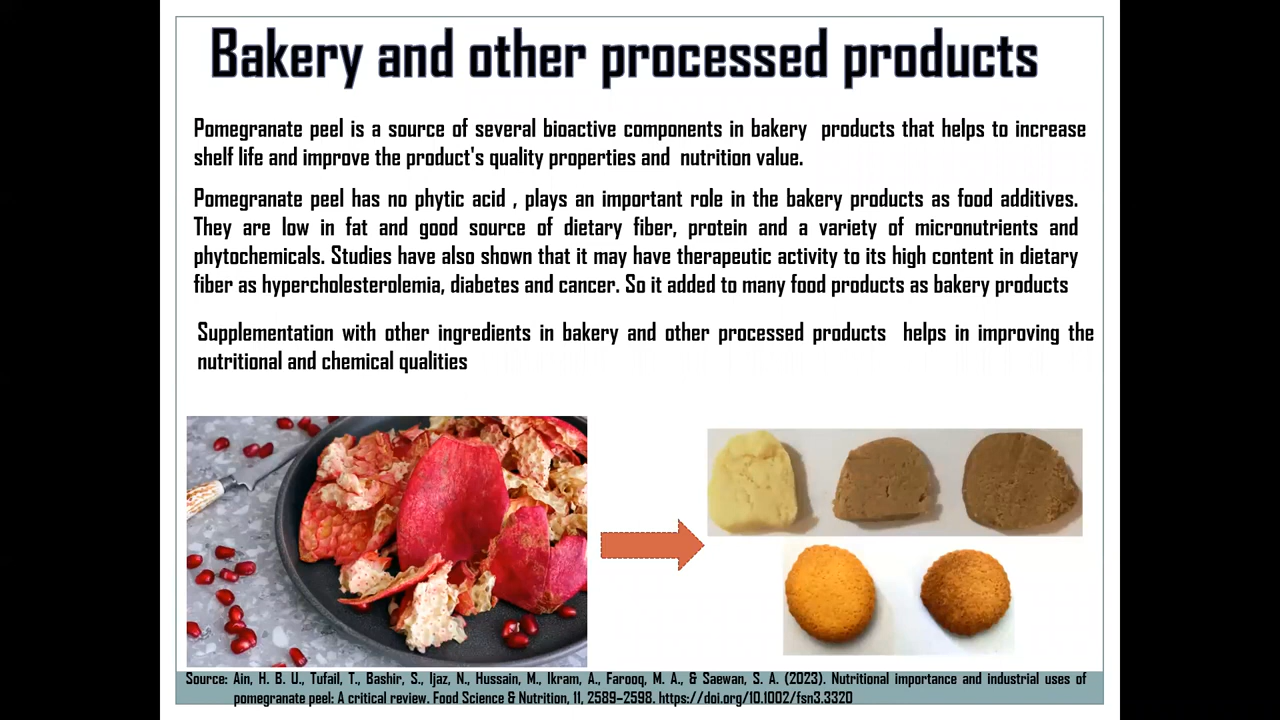 Bakery and other processed products
Pomegranate peel is a source of several bioactive components in bakery products that helps to increase
shelf life and improve the product's quality properties and nutrition value.
Pomegranate peel has no phytic acid , plays an important role in the bakery products as food additives.
They are low in fat and good source of dietary fiber, protein and a variety of micronutrients and
phytochemicals. Studies have also shown that it may have therapeutic activity to its high content in dietary
fiber as hypercholesterolemia, diabetes and cancer. So it added to many food products as bakery products
Supplementation with other ingredients in bakery and other processed products helps in improving the
nutritional and chemical qualities
Source: Ain, H. B. U., Tufail, T., Bashir, S., Ijaz, N., Hussain, M., Ikram, A., Farooq, M. A., & Saewan, S. A. (2023). Nutritional importance and industrial uses of
pomegranate peel: A critical review. Food Science & Nutrition, 11, 2589–2598. https://doi.org/10.1002/fsn3.3320